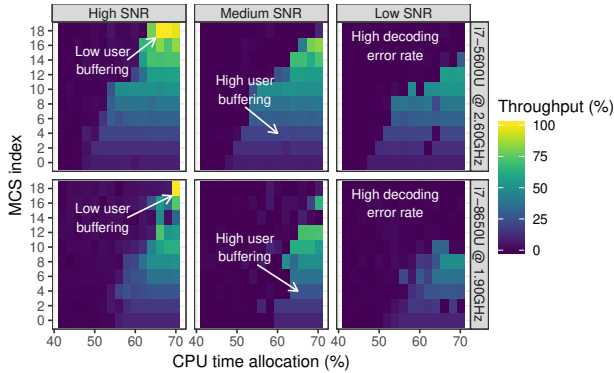 High SNR
Medium SNR
Low SNR
18
16
14
12
10
8
6
4
2
0
Low user
buffering
High user
buffering
High decoding
error rate
i7−5600U @ 2.60GHz
18
16
14
12
10
8
6
4
2
0
Low user
buffering
High user
buffering
High decoding
error rate
i7−8650U @ 1.90GHz
MCS index
40 50 60 70
40 50 60 70
40 50 60 70
CPU time allocation (%)
Throughput (%)
100
75
50
25
0